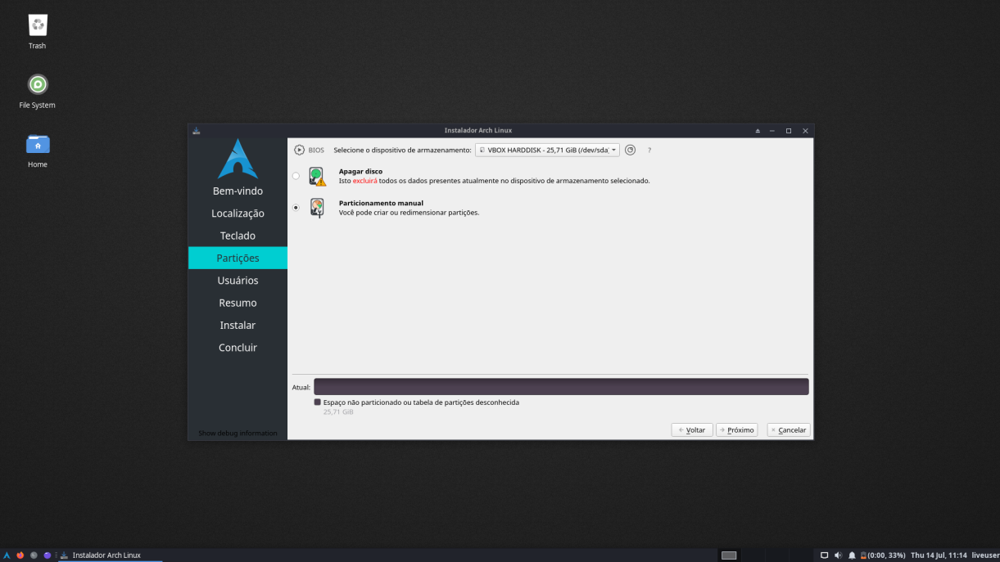 Trash
File System
Home
Instalador Arch Linux
Bem-vindo
Localização
Teclado
Partições
Usuários
Resumo
Instalar
Concluir
Show debug information
BIOS Selecione o dispositivo de armazenamento: VBOX HARDDISK - 25,71 GiB (/dev/sda) ?
Apagar disco
Isto excluirá todos os dados presentes atualmente no dispositivo de armazenamento selecionado.
Particionamento manual
Você pode criar ou redimensionar partições.
Atual:
Espaço não particionado ou tabela de partições desconhecida
25,71 GiB
Voltar Próximo Cancelar
Instalador Arch Linux (0:00, 33%) Thu 14 Jul, 11:14 liveuser